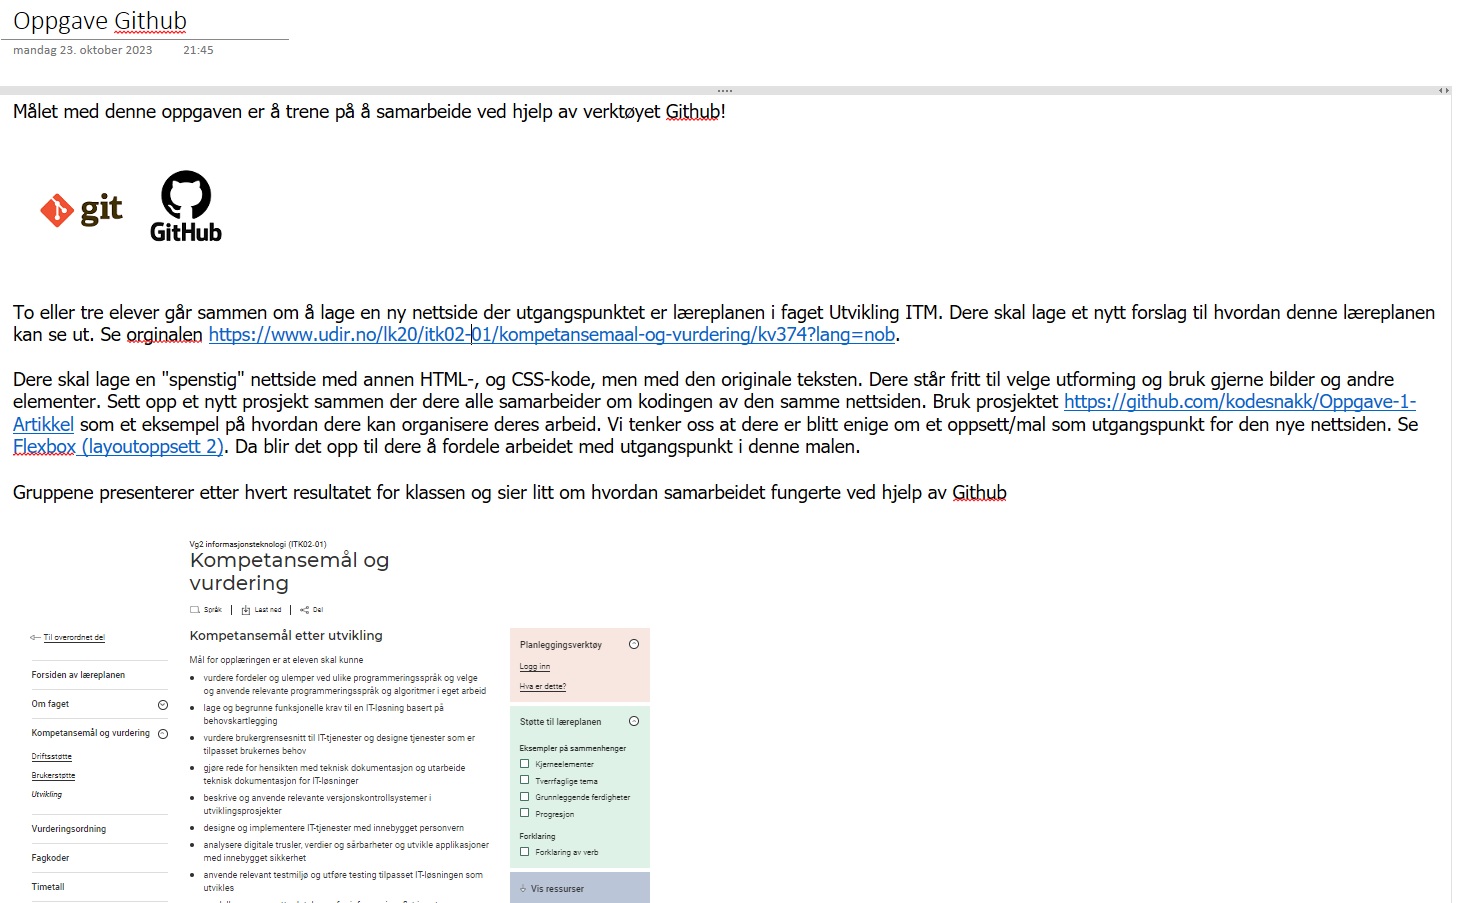 Oppgave Github
mandag 23. oktober 2023 21:45
Målet med denne oppgaven er å trene på å samarbeide ved hjelp av verktøyet Github!
git
GitHub
To eller tre elever går sammen om å lage en ny nettside der utgangspunktet er læreplanen i faget Utvikling ITM. Dere skal lage et nytt forslag til hvordan denne læreplanen
kan se ut. Se orginalen https://www.udir.no/lk20/itk02-01/kompetansemaal-og-vurdering/kv374?lang=nob.
Dere skal lage en "spenstig" nettside med annen HTML-, og CSS-kode, men med den originale teksten. Dere står fritt til velge utforming og bruk gjerne bilder og andre
elementer. Sett opp et nytt prosjekt sammen der dere alle samarbeider om kodingen av den samme nettsiden. Bruk prosjektet https://github.com/kodesnakk/Oppgave-1-
Artikkel som et eksempel på hvordan dere kan organisere deres arbeid. Vi tenker oss at dere er blitt enige om et oppsett/mal som utgangspunkt for den nye nettsiden. Se
Flexbox (layoutoppsett 2). Da blir det opp til dere å fordele arbeidet med utgangspunkt i denne malen.
Gruppene presenterer etter hvert resultatet for klassen og sier litt om hvordan samarbeidet fungerte ved hjelp av Github
Vg2 informasjonsteknologi (ITK02-01)
Kompetansemål og
vurdering
Språk | Last ned | Del
Til overordnet del
Forsiden av læreplanen
Om faget
Kompetansemål og vurdering
Driftsstøtte
Brukerstøtte
Utvikling
Vurderingsordning
Fagkoder
Timetall
Kompetansemål etter utvikling
Mål for opplæringen er at eleven skal kunne
• vurdere fordeler og ulemper ved ulike programmeringsspråk og velge
og anvende relevante programmeringsspråk og algoritmer i eget arbeid
• lage og begrunne funksjonelle krav til en IT-løsning basert på
behovskartlegging
• vurdere brukergrensesnitt til IT-tjenester og designe tjenester som er
tilpasset brukernes behov
• gjøre rede for hensikten med teknisk dokumentasjon og utarbeide
teknisk dokumentasjon for IT-løsninger
• beskrive og anvende relevante versjonskontrollsystemer i
utviklingsprosjekter
• designe og implementere IT-tjenester med innebygget personvern
• analysere digitale trusler, verdier og sårbarheter og utvikle applikasjoner
med innebygget sikkerhet
• anvende relevant testmiljø og utføre testing tilpasset IT-løsningen som
utvikles
Planleggingsverktøy
Logg inn
Hva er dette?
Støtte til læreplanen
Eksempler på sammenhenger
Kjerneelementer
Tverrfaglige tema
Grunnleggende ferdigheter
Progresjon
Forklaring
Forklaring av verb
Vis ressurser